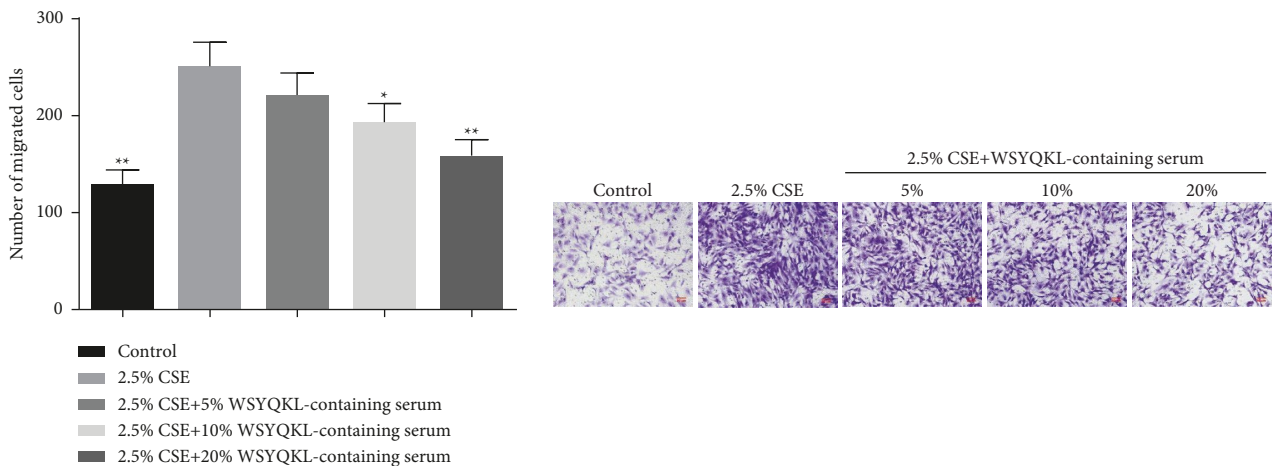 Number of migrated cells
300
200
100
0
**
*
**
Control
2.5% CSE
2.5% CSE+5% WSYQKL-containing serum
2.5% CSE+10% WSYQKL-containing serum
2.5% CSE+20% WSYQKL-containing serum
2.5% CSE+WSYQKL-containing serum
Control 2.5% CSE 5% 10% 20%